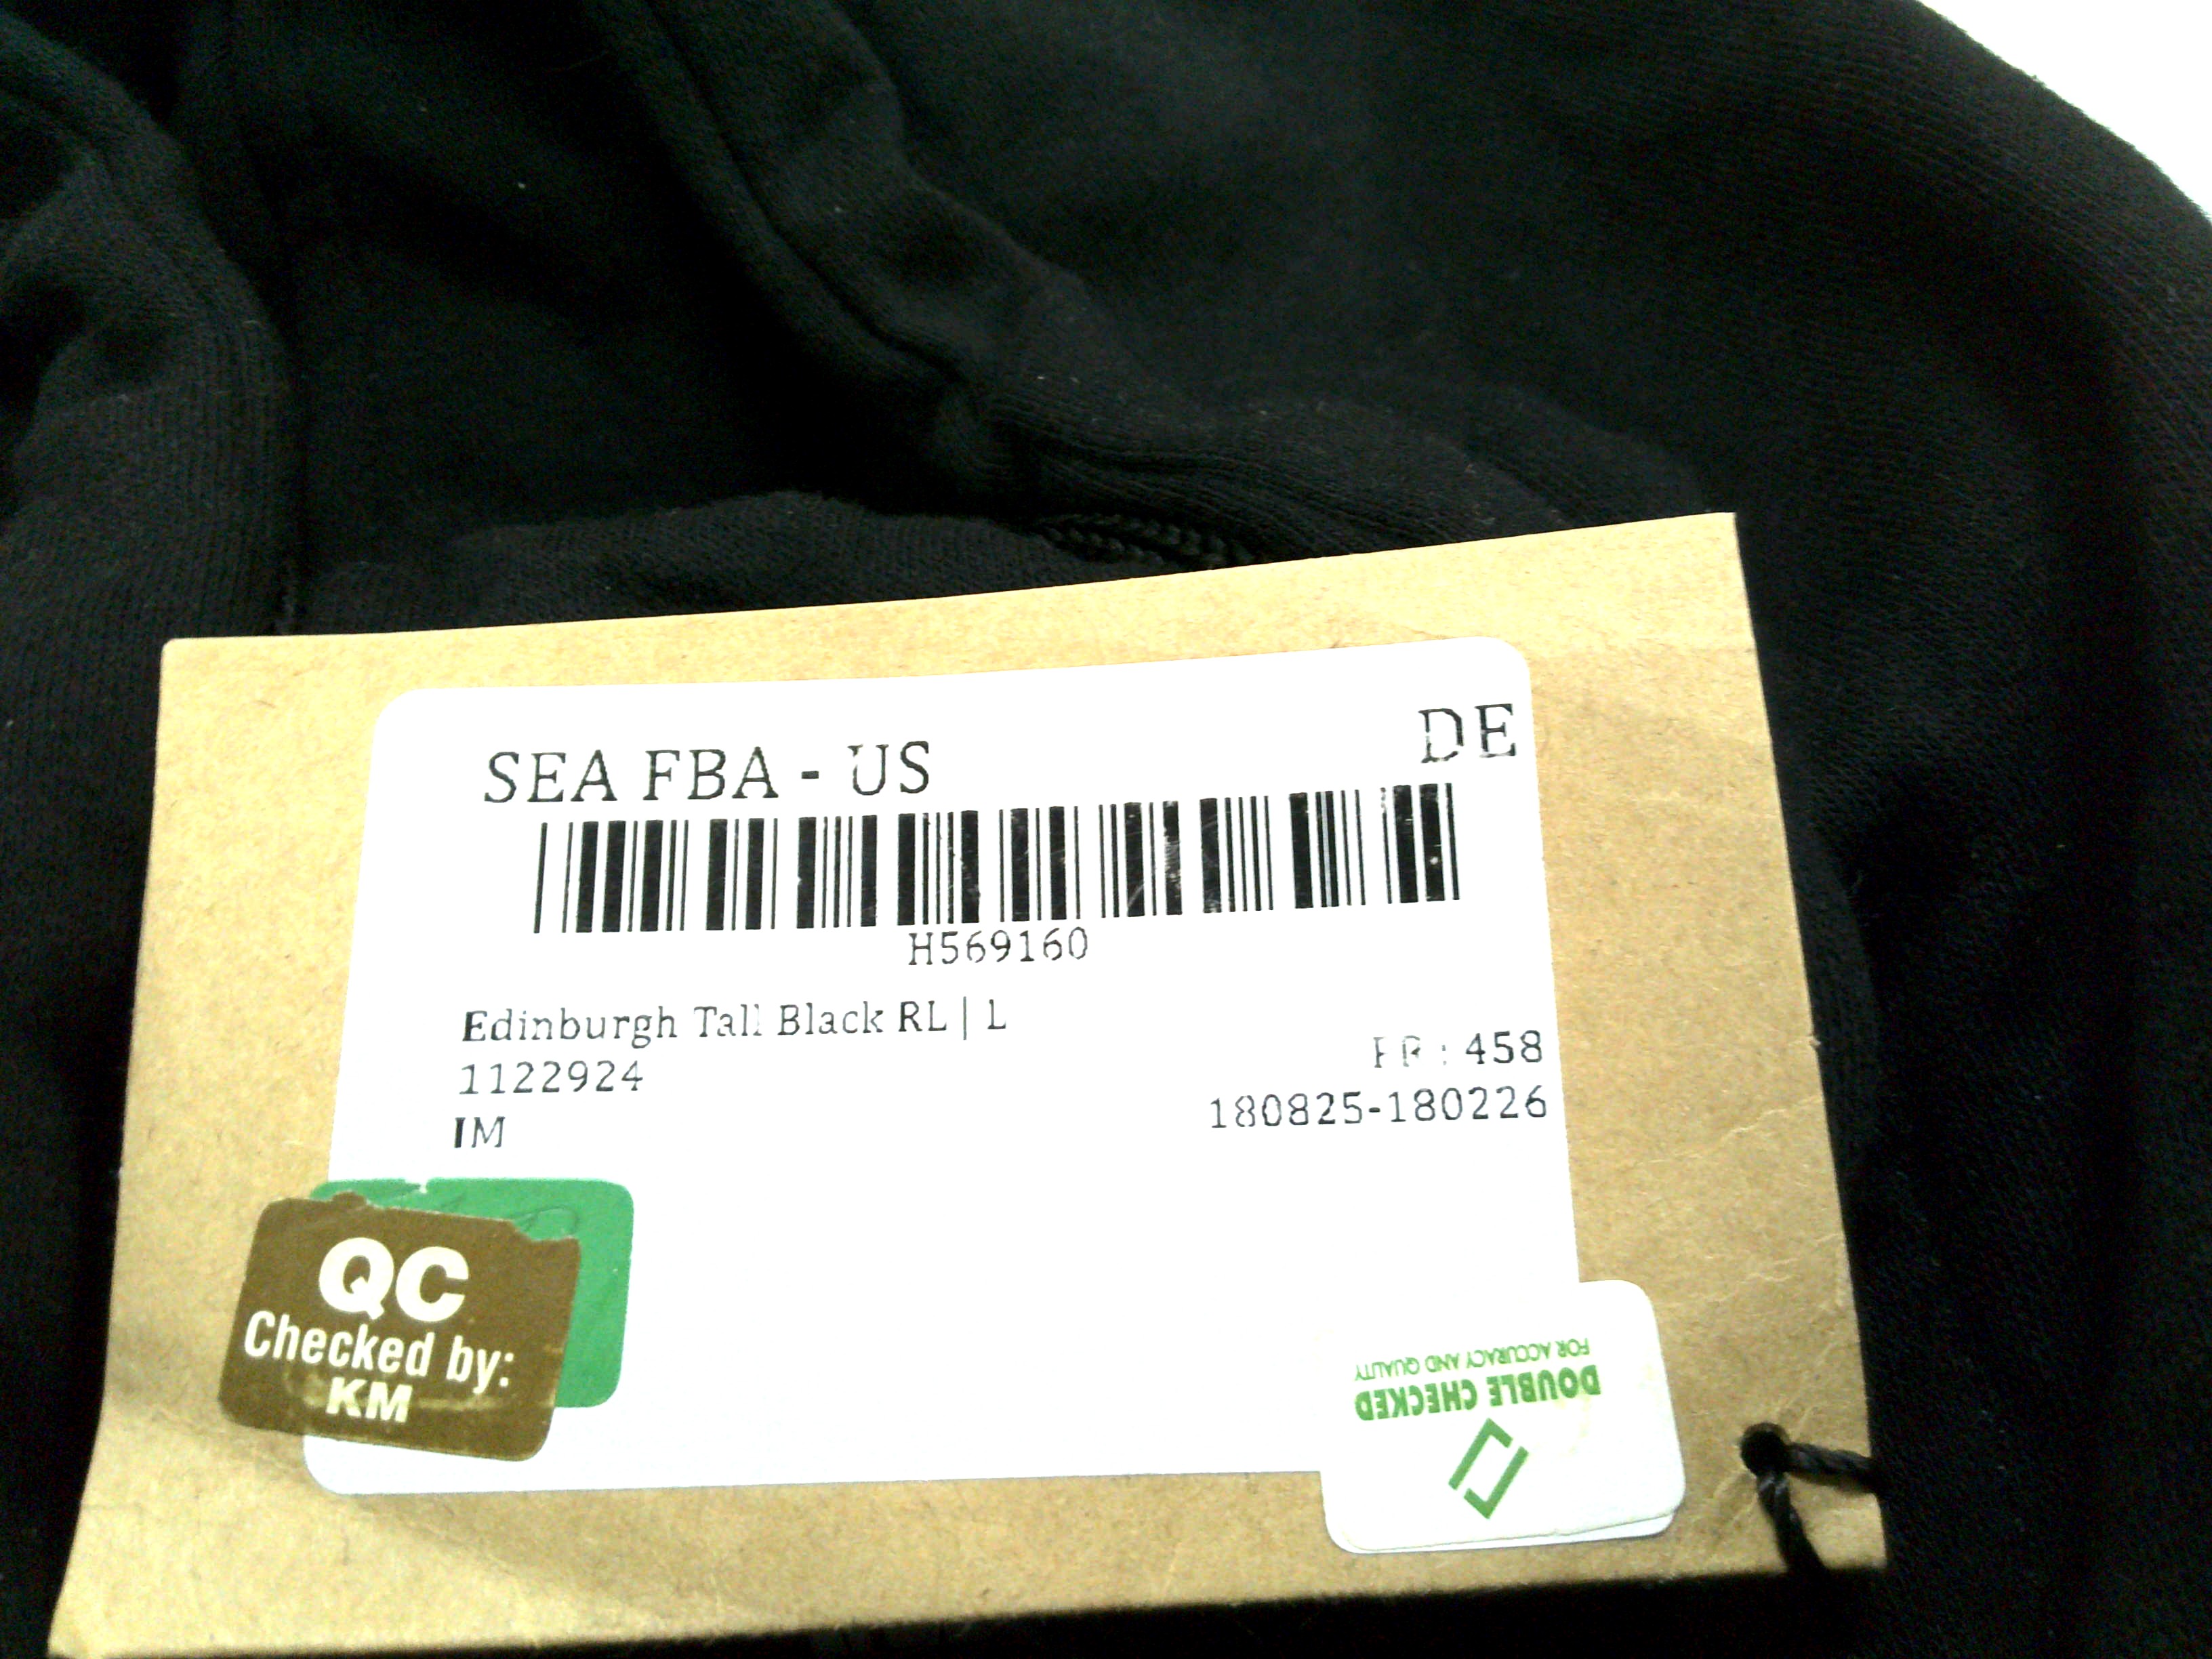 SEA FBA - US
DE
H569160
Edinburgh Tall Black RL | L
1122924
IM
: 458
180825-180226
QC
Checked by:
KM
DOUBLE CHECKED
FOR ACCURACY AND QUALITY